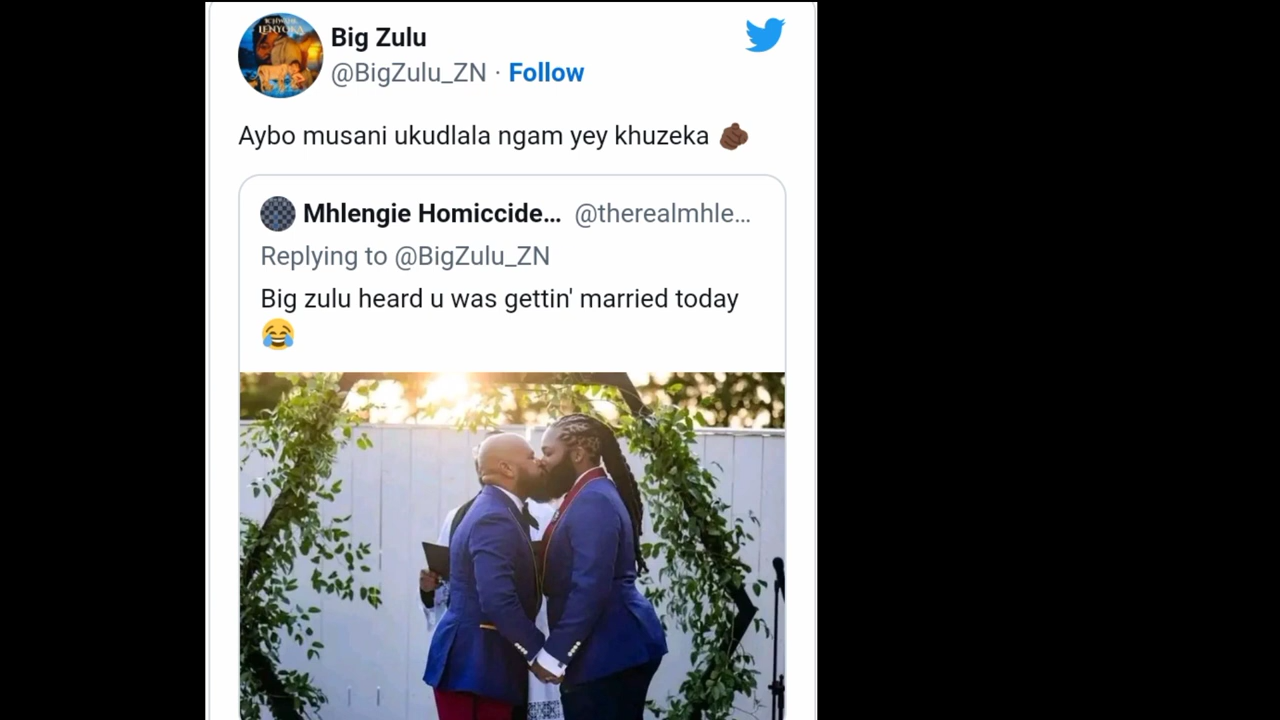 Big Zulu
@BigZulu_ZN · Follow
Aybo musani ukudlala ngam yey khuzeka
Mhlengie Homiccide... @therealmhle...
Replying to @BigZulu_ZN
Big zulu heard u was gettin' married today